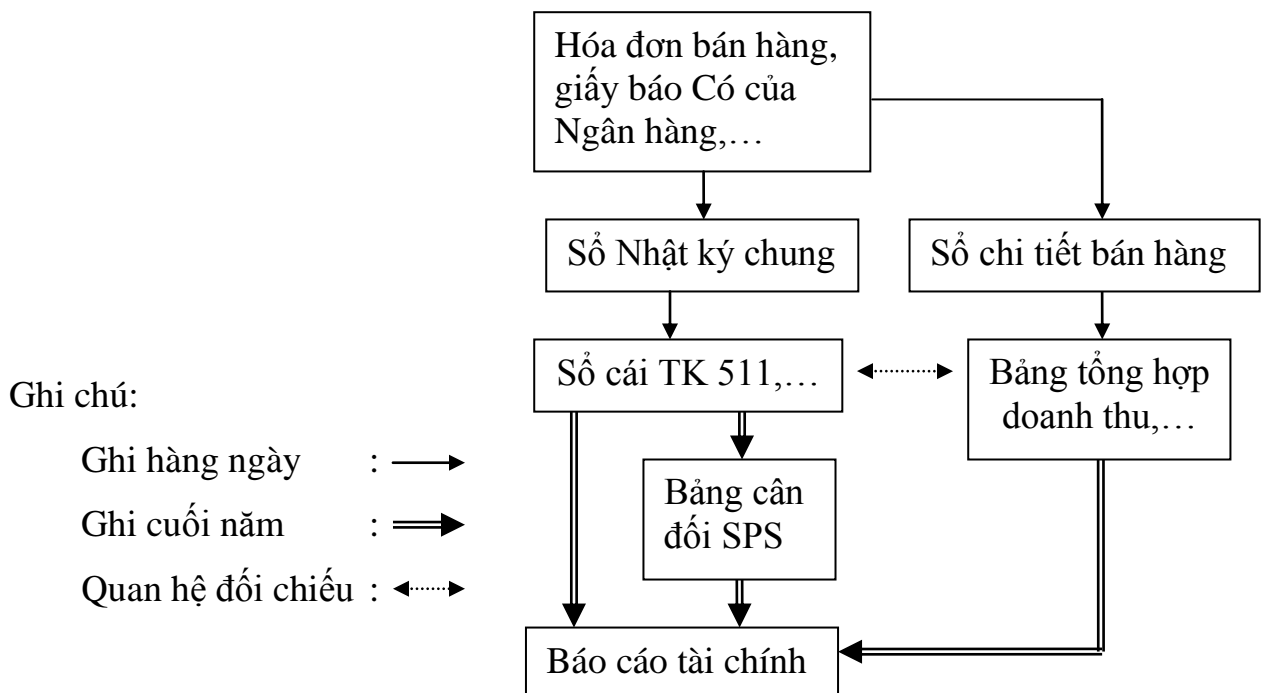 Hóa đơn bán hàng,
giấy báo Có của
Ngân hàng,…
Sổ Nhật ký chung
Sổ chi tiết bán hàng
Sổ cái TK 511,…
Bảng tổng hợp
doanh thu,…
Ghi chú:
Ghi hàng ngày :
Ghi cuối năm :
Quan hệ đối chiếu :
Bảng cân
đối SPS
Báo cáo tài chính